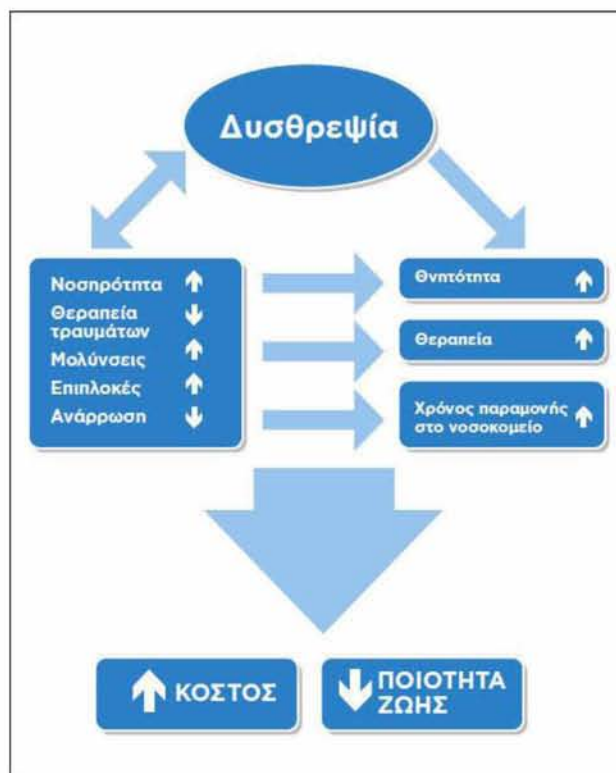 Δυσθρεψία
Νοσηρότητα
Θεραπεία
τραυμάτων
Μολύνσεις
Επιπλοκές
Ανάρρωση
Θνητότητα
Θεραπεία
Χρόνος παραμονής
στο νοσοκομείο
ΚΟΣΤΟΣ
ΠΟΙΟΤΗΤΑ
ΖΩΗΣ